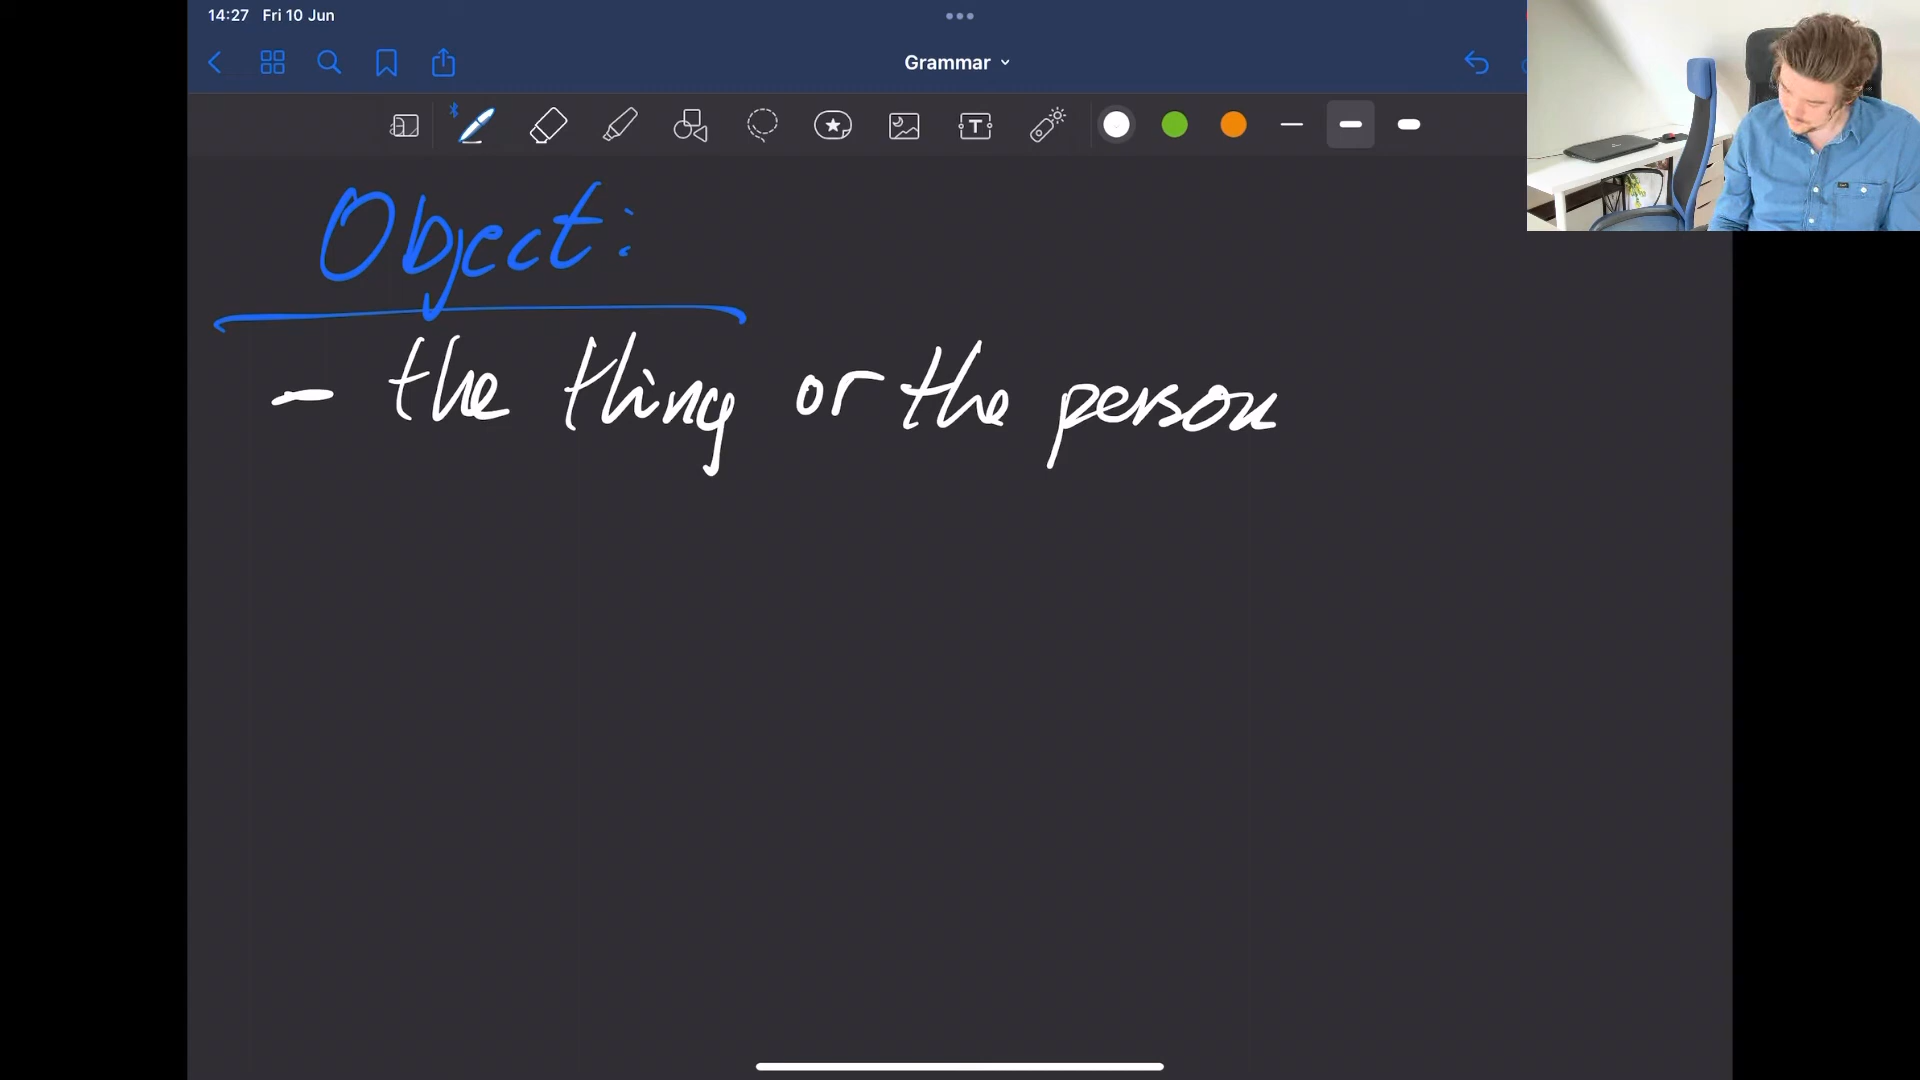 14:27 Fri 10 Jun
Grammar
Object:
- the thing or the person